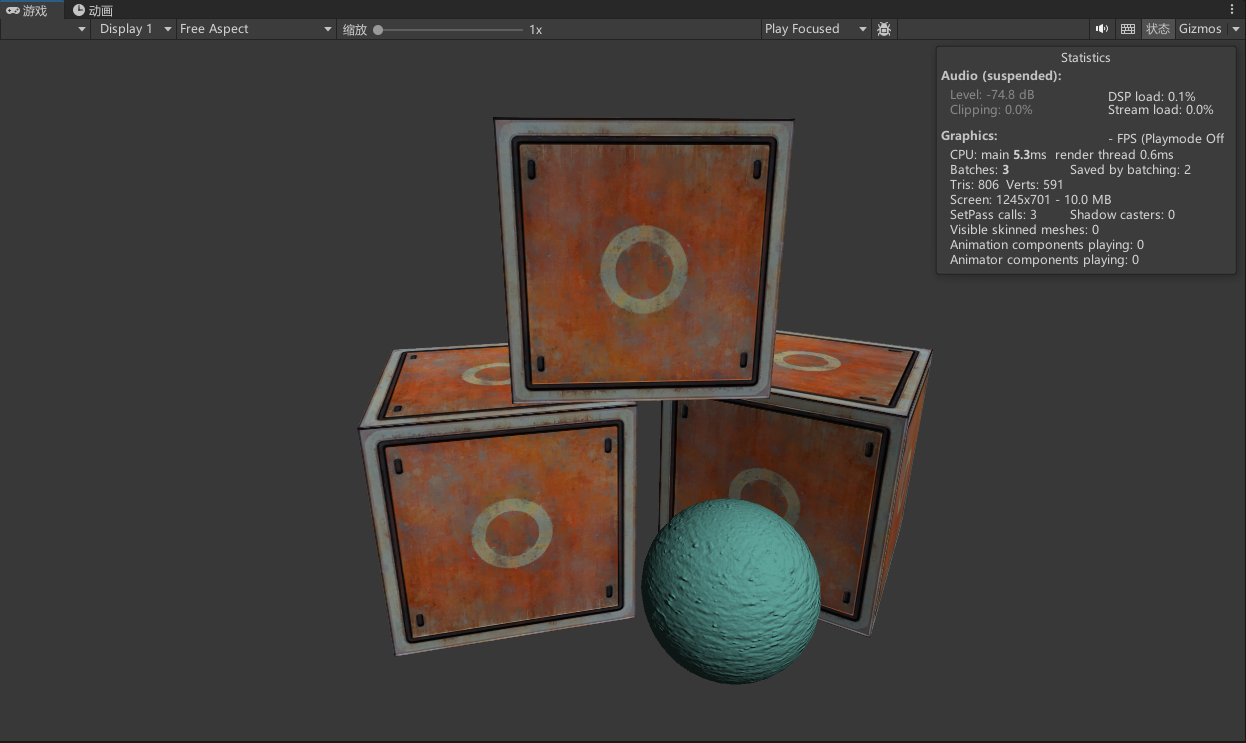 游戏 动画
Display 1 Free Aspect 缩放 1x Play Focused 状态 Gizmos
Statistics
Audio (suspended):
Level: -74.8 dB DSP load: 0.1%
Clipping: 0.0% Stream load: 0.0%
Graphics: - FPS (Playmode Off
CPU: main 5.3ms render thread 0.6ms
Batches: 3 Saved by batching: 2
Tris: 806 Verts: 591
Screen: 1245x701 - 10.0 MB
SetPass calls: 3 Shadow casters: 0
Visible skinned meshes: 0
Animation components playing: 0
Animator components playing: 0